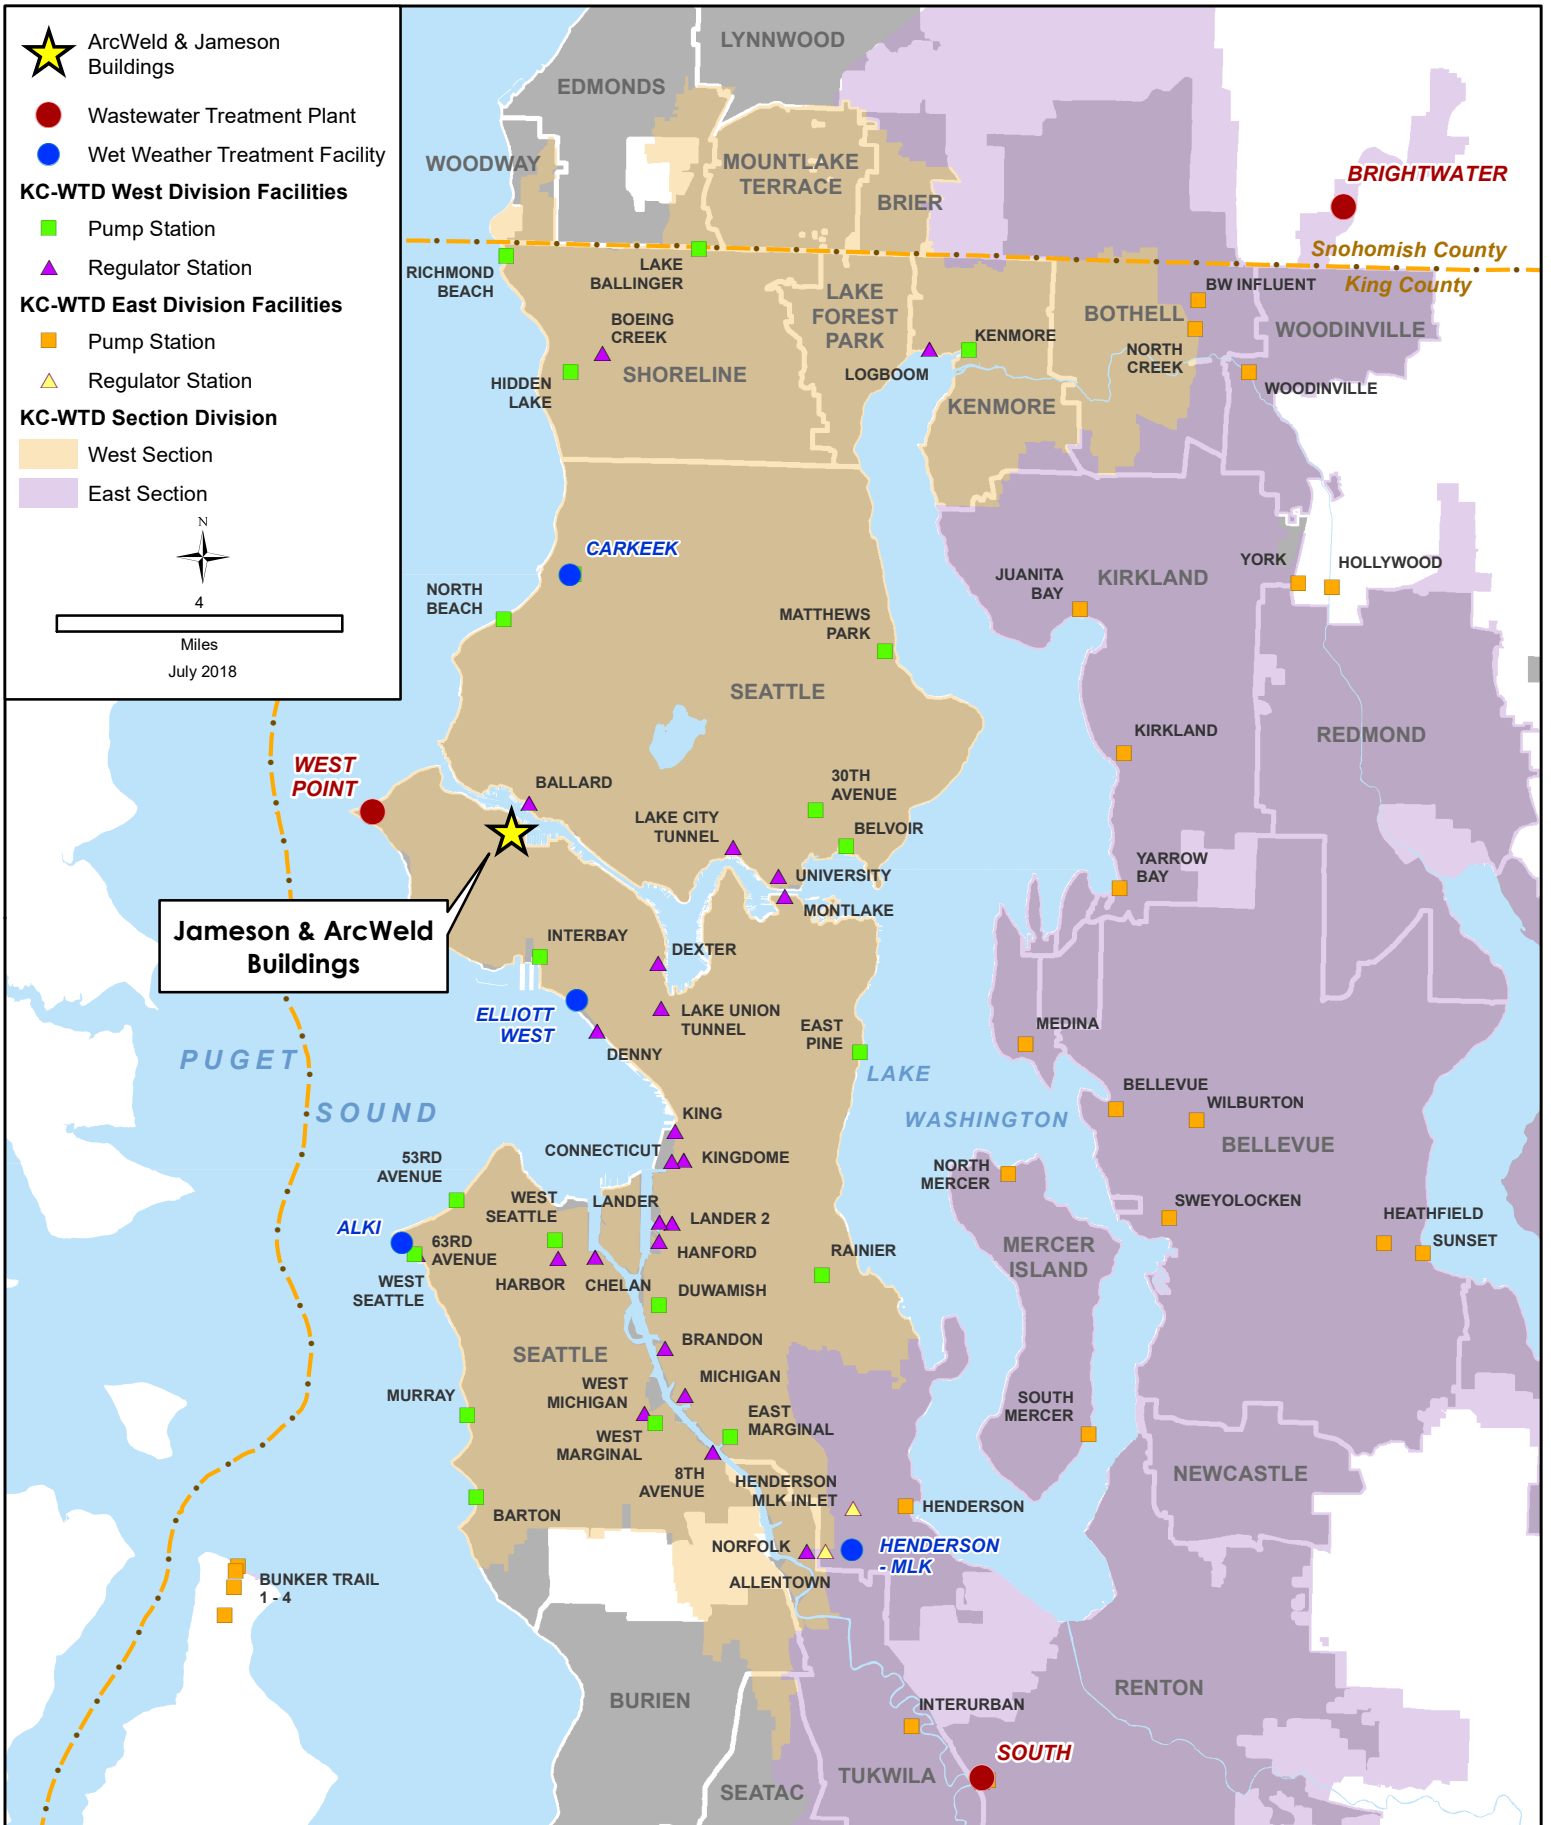 ArcWeld & Jameson
Buildings
Wastewater Treatment Plant
Wet Weather Treatment Facility
KC-WTD West Division Facilities
Pump Station
Regulator Station
KC-WTD East Division Facilities
Pump Station
Regulator Station
KC-WTD Section Division
West Section
East Section
N
4
Miles
July 2018
LYNNWOOD
EDMONDS
WOODWAY
MOUNTLAKE
TERRACE
BRIER
BRIGHTWATER
Snohomish County
King County
RICHMOND
BEACH
LAKE
BALLINGER
BOEING
CREEK
HIDDEN
LAKE
SHORELINE
LAKE
FOREST
PARK
LOGBOOM
KENMORE
KENMORE
BOTHELL
BW INFLUENT
NORTH
CREEK
WOODINVILLE
WOODINVILLE
CARKEEK
NORTH
BEACH
MATTHEWS
PARK
JUANITA
BAY
KIRKLAND
YORK
HOLLYWOOD
SEATTLE
KIRKLAND
REDMOND
WEST
POINT
BALLARD
30TH
AVENUE
LAKE CITY
TUNNEL
BELVOIR
UNIVERSITY
MONTLAKE
YARROW
BAY
Jameson & ArcWeld
Buildings
INTERBAY
DEXTER
ELLIOTT
WEST
LAKE UNION
TUNNEL
DENNY
EAST
PINE
MEDINA
PUGET
SOUND
LAKE
WASHINGTON
BELLEVUE
WILBURTON
BELLEVUE
KING
CONNECTICUT
KINGDOME
53RD
AVENUE
NORTH
MERCER
WEST
SEATTLE
LANDER
LANDER 2
HANFORD
SWEYOLOCKEN
HEATHFIELD
SUNSET
ALKI
63RD
AVENUE
WEST
SEATTLE
HARBOR
CHELAN
RAINIER
MERCER
ISLAND
DUWAMISH
BRANDON
SEATTLE
MICHIGAN
WEST
MICHIGAN
MURRAY
WEST
MARGINAL
EAST
MARGINAL
SOUTH
MERCER
8TH
AVENUE
HENDERSON
MLK INLET
HENDERSON
NEWCASTLE
BARTON
NORFOLK
HENDERSON
- MLK
ALLENTOWN
BUNKER TRAIL
1 - 4
BURIEN
RENTON
INTERURBAN
SOUTH
TUKWILA
SEATAC